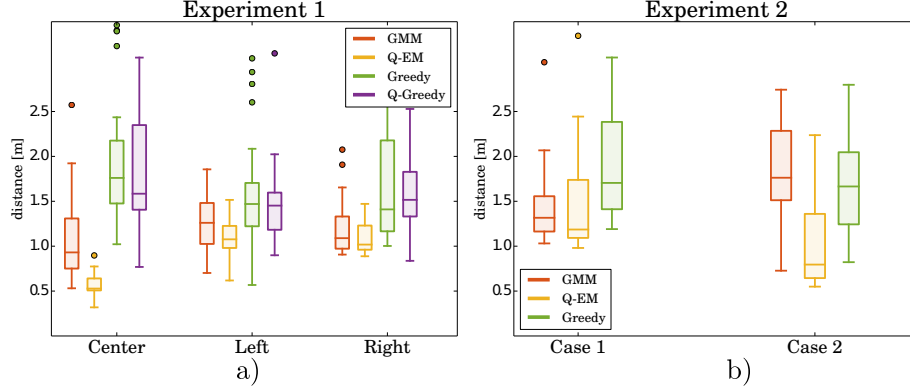 Experiment 1
distance [m]
2.5
2.0
1.5
1.0
0.5
GMM
Q-EM
Greedy
Q-Greedy
Center Left Right
a)
Experiment 2
distance [m]
2.5
2.0
1.5
1.0
0.5
GMM
Q-EM
Greedy
Case 1 Case 2
b)